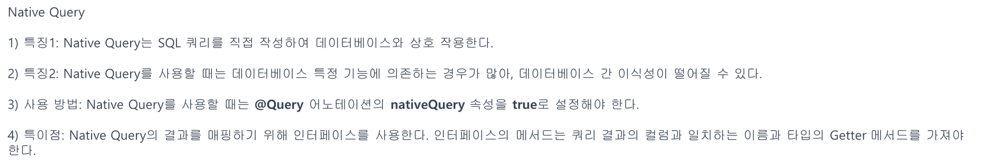 Native Query
1) 특징1: Native Query는 SQL 쿼리를 직접 작성하여 데이터베이스와 상호 작용한다.
2) 특징2: Native Query를 사용할 때는 데이터베이스 특정 기능에 의존하는 경우가 많아, 데이터베이스 간 이식성이 떨어질 수 있다.
3) 사용 방법: Native Query를 사용할 때는 @Query 어노테이션의 nativeQuery 속성을 true로 설정해야 한다.
4) 특이점: Native Query의 결과를 매핑하기 위해 인터페이스를 사용한다. 인터페이스의 메서드는 쿼리 결과의 컬럼과 일치하는 이름과 타입의 Getter 메서드를 가져야
한다.